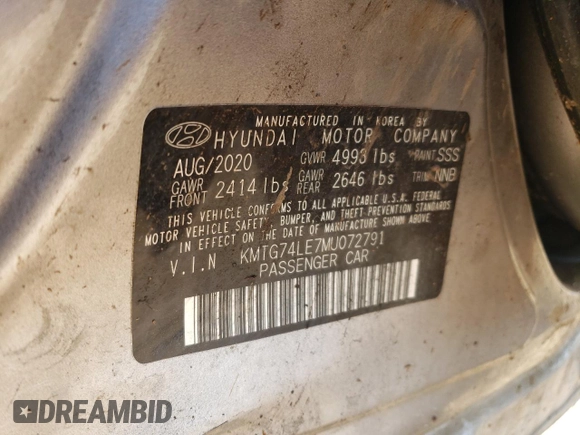 MANUFACTURED IN KOREA BY
HYUNDAI MOTOR COMPANY
AUG/2020 GVWR 4993 lbs PAINT SSS
GAWR FRONT 2414 lbs GAWR REAR 2646 lbs TRIM NNB
THIS VEHICLE CONFORMS TO ALL APPLICABLE U.S.A. FEDERAL
MOTOR VEHICLE SAFETY, BUMPER, AND THEFT PREVENTION STANDARDS
IN EFFECT ON THE DATE OF MANUFACTURE SHOWN ABOVE.
V.I.N KMTG74LE7MU072791
PASSENGER CAR
DREAMBID